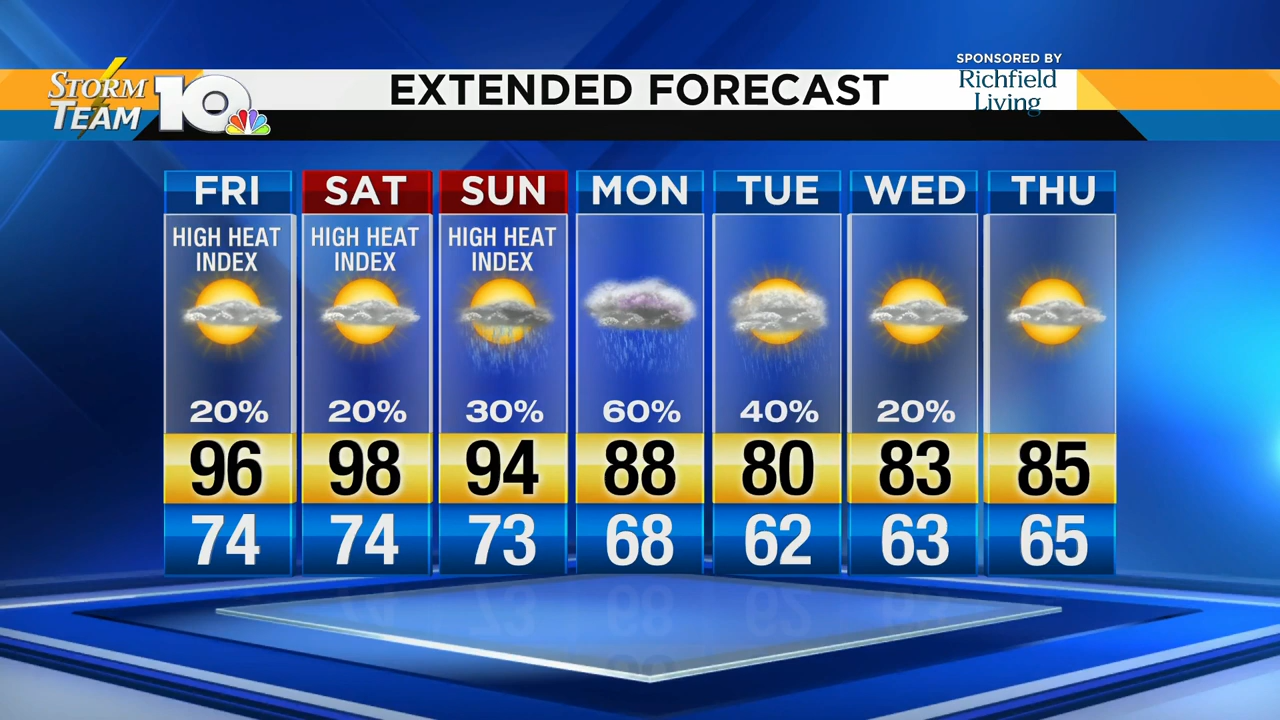 STORM
TEAM 10
EXTENDED FORECAST
SPONSORED BY
Richfield
Living
FRI SAT SUN MON TUE WED THU
HIGH HEAT HIGH HEAT HIGH HEAT
INDEX INDEX INDEX
20% 20% 30% 60% 40% 20%
96 98 94 88 80 83 85
74 74 73 68 62 63 65